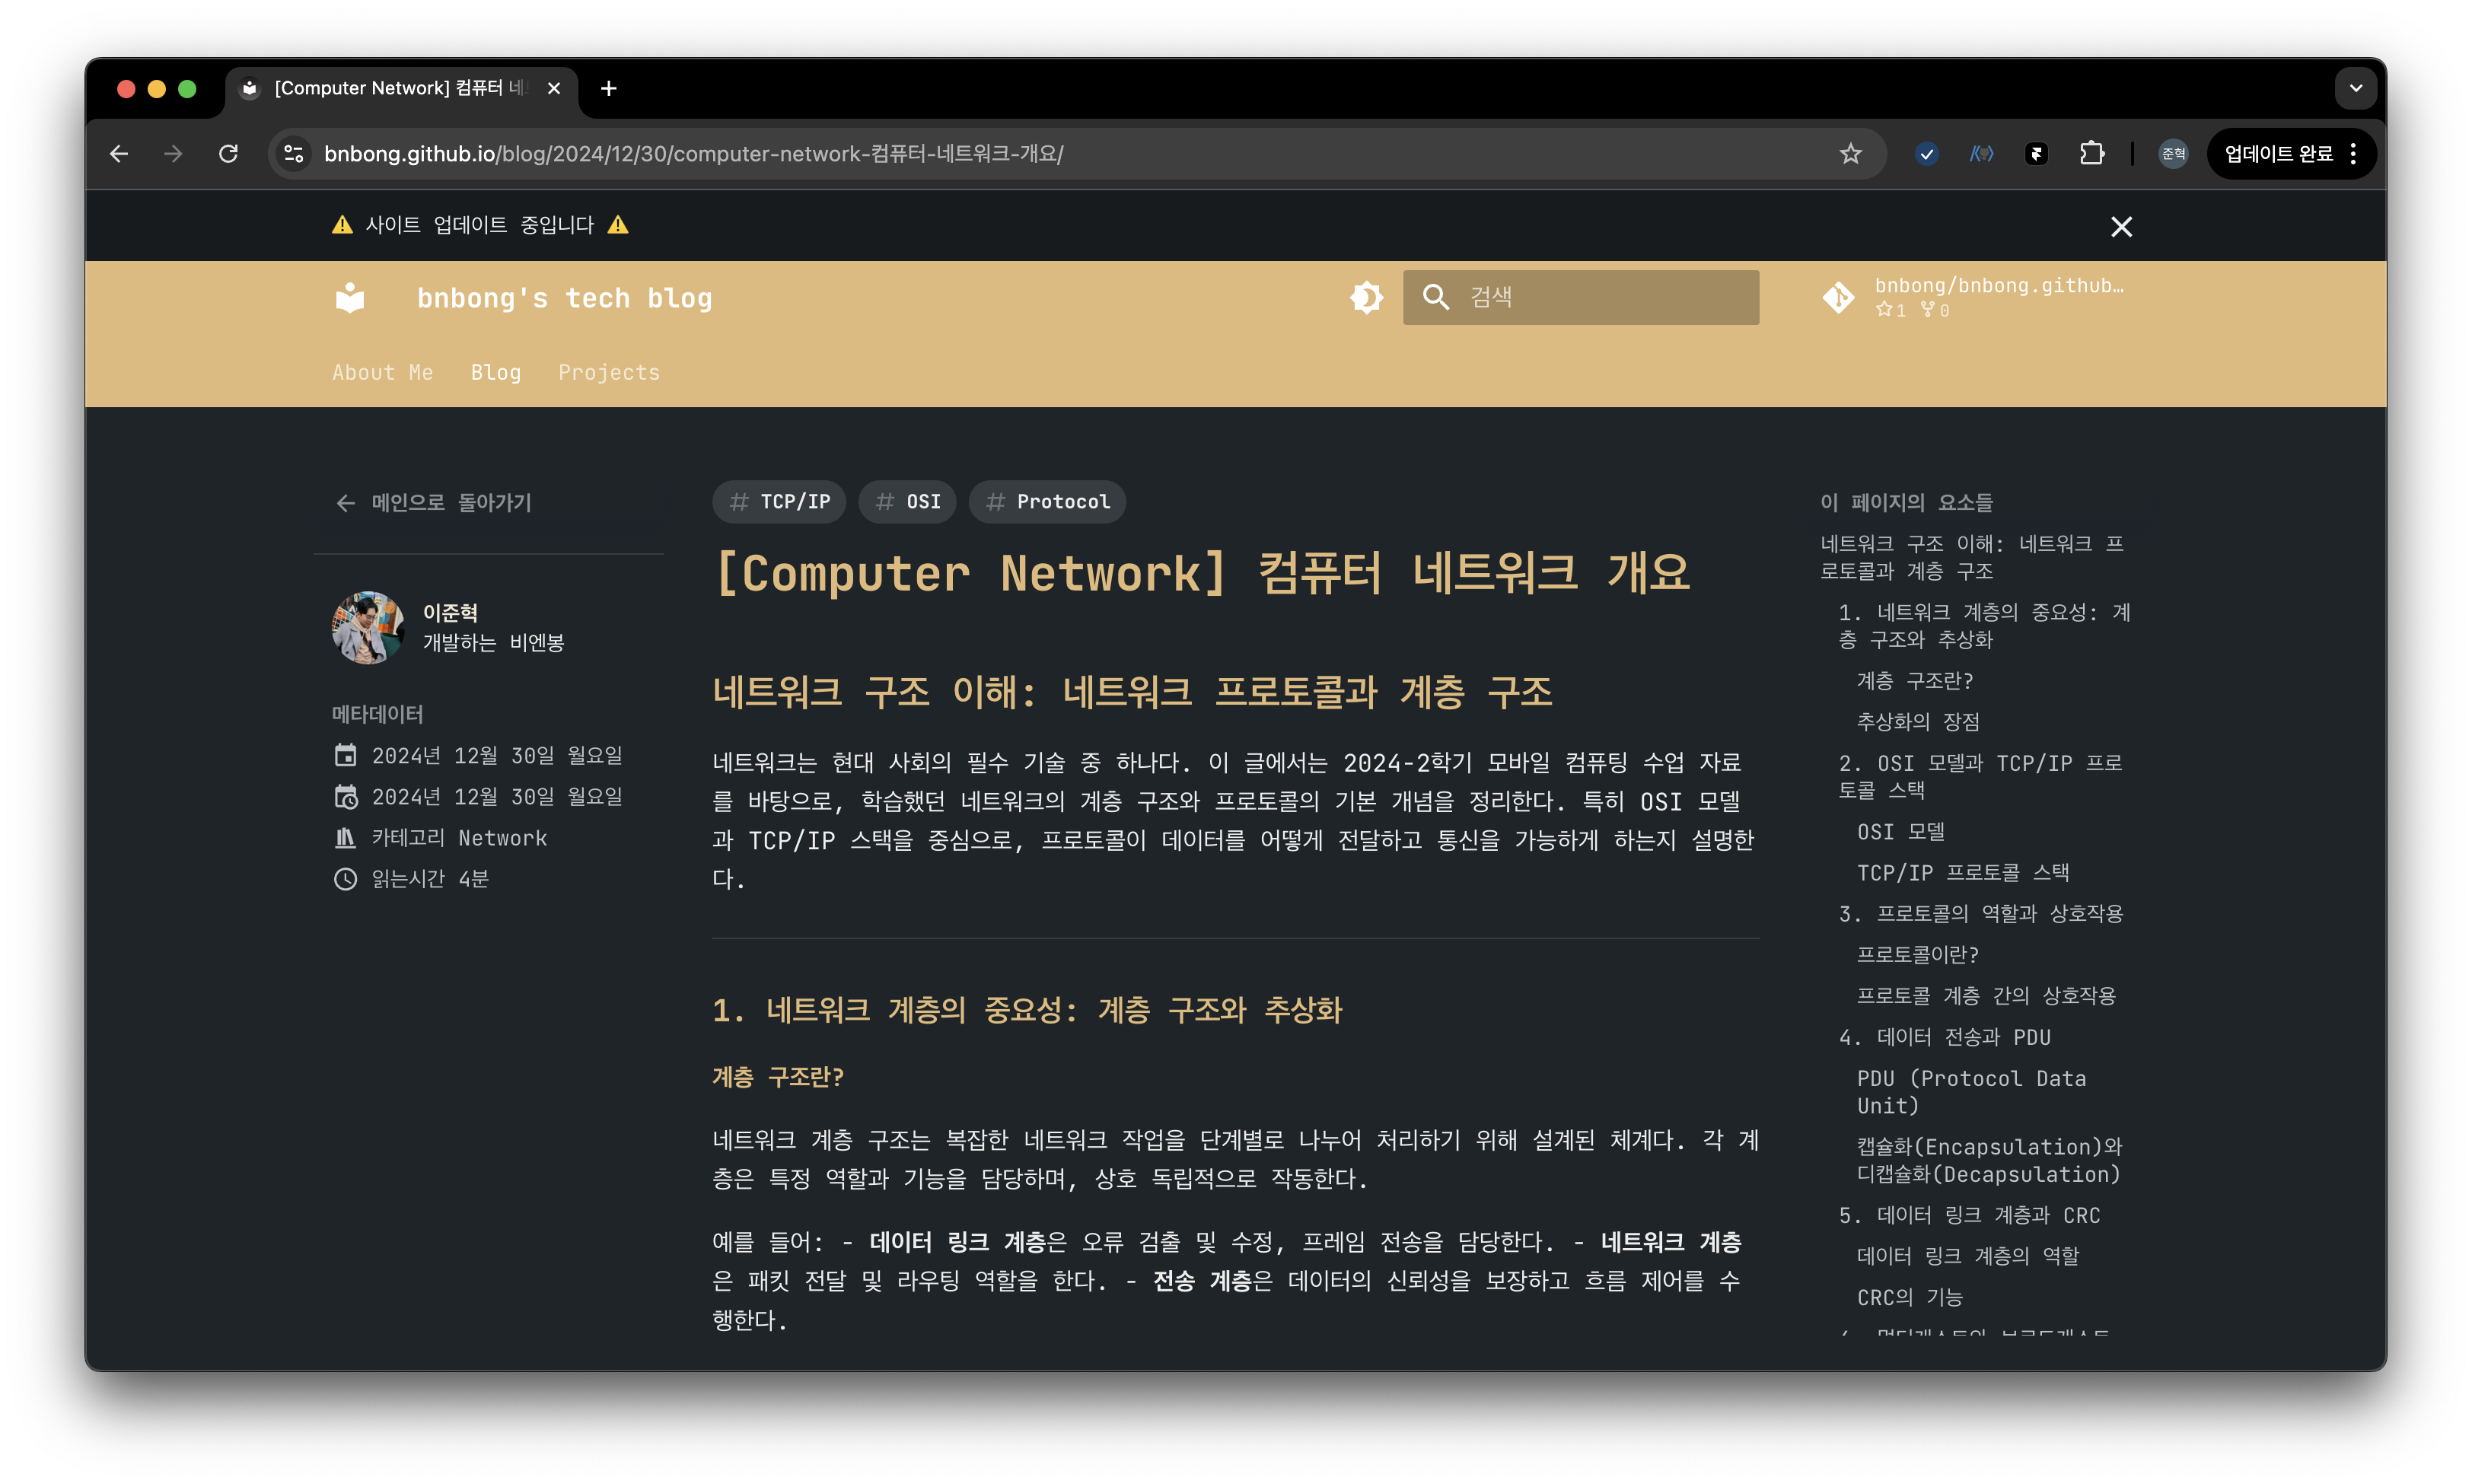 [Computer Network] 컴퓨터 네
bnbong.github.io/blog/2024/12/30/computer-network-컴퓨터-네트워크-개요/
준혁
업데이트 완료
⚠️ 사이트 업데이트 중입니다 ⚠️
bnbong's tech blog
검색
bnbong/bnbong.github…
1 0
About Me Blog Projects
메인으로 돌아가기
이준혁
개발하는 비엔봉
메타데이터
2024년 12월 30일 월요일
2024년 12월 30일 월요일
카테고리 Network
읽는시간 4분
# TCP/IP # OSI # Protocol
[Computer Network] 컴퓨터 네트워크 개요
네트워크 구조 이해: 네트워크 프로토콜과 계층 구조
네트워크는 현대 사회의 필수 기술 중 하나다. 이 글에서는 2024-2학기 모바일 컴퓨팅 수업 자료
를 바탕으로, 학습했던 네트워크의 계층 구조와 프로토콜의 기본 개념을 정리한다. 특히 OSI 모델
과 TCP/IP 스택을 중심으로, 프로토콜이 데이터를 어떻게 전달하고 통신을 가능하게 하는지 설명한
다.
1. 네트워크 계층의 중요성: 계층 구조와 추상화
계층 구조란?
네트워크 계층 구조는 복잡한 네트워크 작업을 단계별로 나누어 처리하기 위해 설계된 체계다. 각 계
층은 특정 역할과 기능을 담당하며, 상호 독립적으로 작동한다.
예를 들어: - 데이터 링크 계층은 오류 검출 및 수정, 프레임 전송을 담당한다. - 네트워크 계층
은 패킷 전달 및 라우팅 역할을 한다. - 전송 계층은 데이터의 신뢰성을 보장하고 흐름 제어를 수
행한다.
이 페이지의 요소들
네트워크 구조 이해: 네트워크 프
로토콜과 계층 구조
1. 네트워크 계층의 중요성: 계
층 구조와 추상화
계층 구조란?
추상화의 장점
2. OSI 모델과 TCP/IP 프로
토콜 스택
OSI 모델
TCP/IP 프로토콜 스택
3. 프로토콜의 역할과 상호작용
프로토콜이란?
프로토콜 계층 간의 상호작용
4. 데이터 전송과 PDU
PDU (Protocol Data
Unit)
캡슐화(Encapsulation)와
디캡슐화(Decapsulation)
5. 데이터 링크 계층과 CRC
데이터 링크 계층의 역할
CRC의 기능